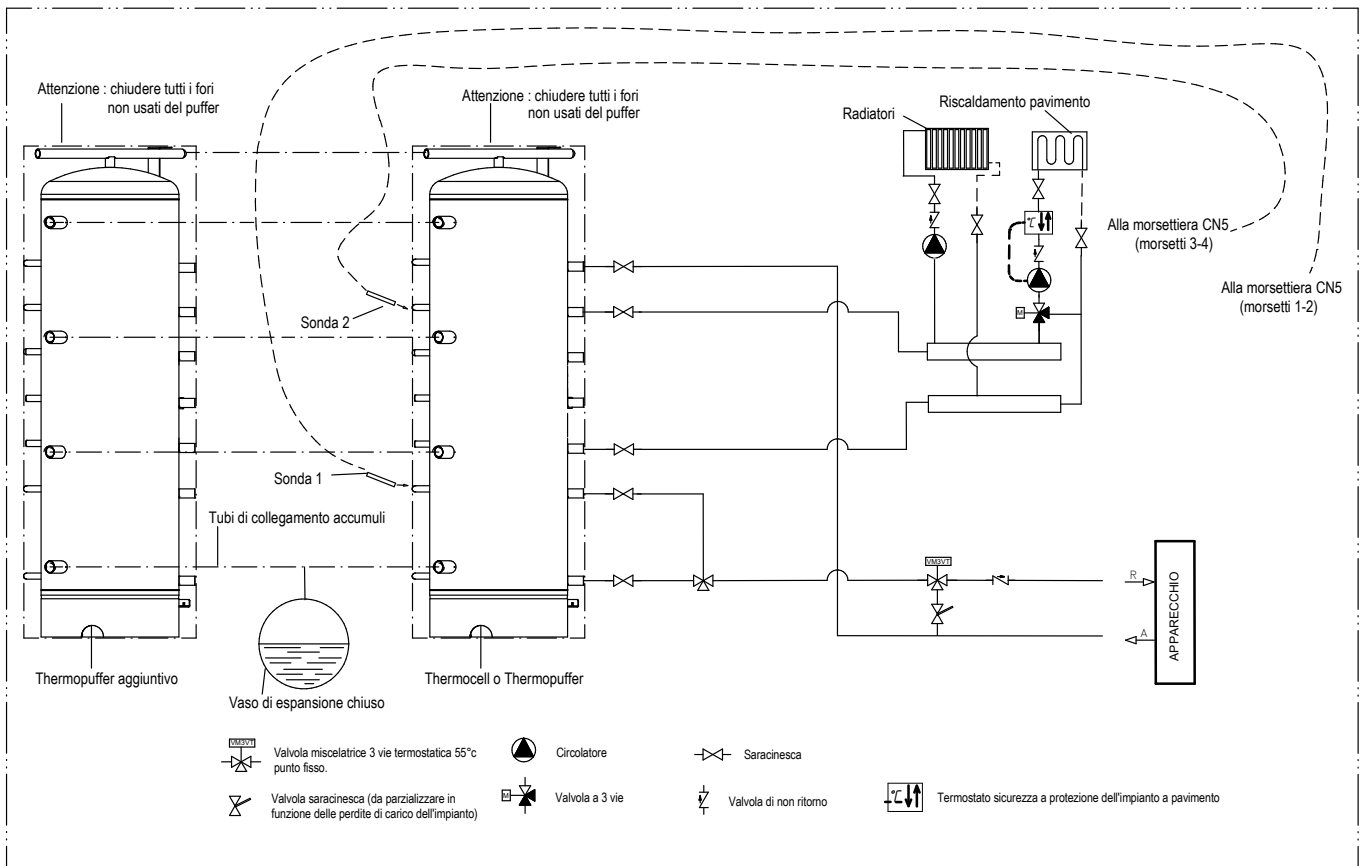 Attenzione : chiudere tutti i fori
non usati del puffer
Attenzione : chiudere tutti i fori
non usati del puffer
Radiatori
Riscaldamento pavimento
°C
Alla morsettiera CN5
(morsetti 3-4)
Alla morsettiera CN5
(morsetti 1-2)
M
Sonda 2
Sonda 1
Tubi di collegamento accumuli
VM3VT
R
A
APPARECCHIO
Thermopuffer aggiuntivo
Vaso di espansione chiuso
Thermocell o Thermopuffer
VM3VT
Valvola miscelatrice 3 vie termostatica 55°c
punto fisso.
Circolatore
Saracinesca
Valvola saracinesca (da parzializzare in
funzione delle perdite di carico dell'impianto)
M
Valvola a 3 vie
Valvola di non ritorno
°C
Termostato sicurezza a protezione dell'impianto a pavimento